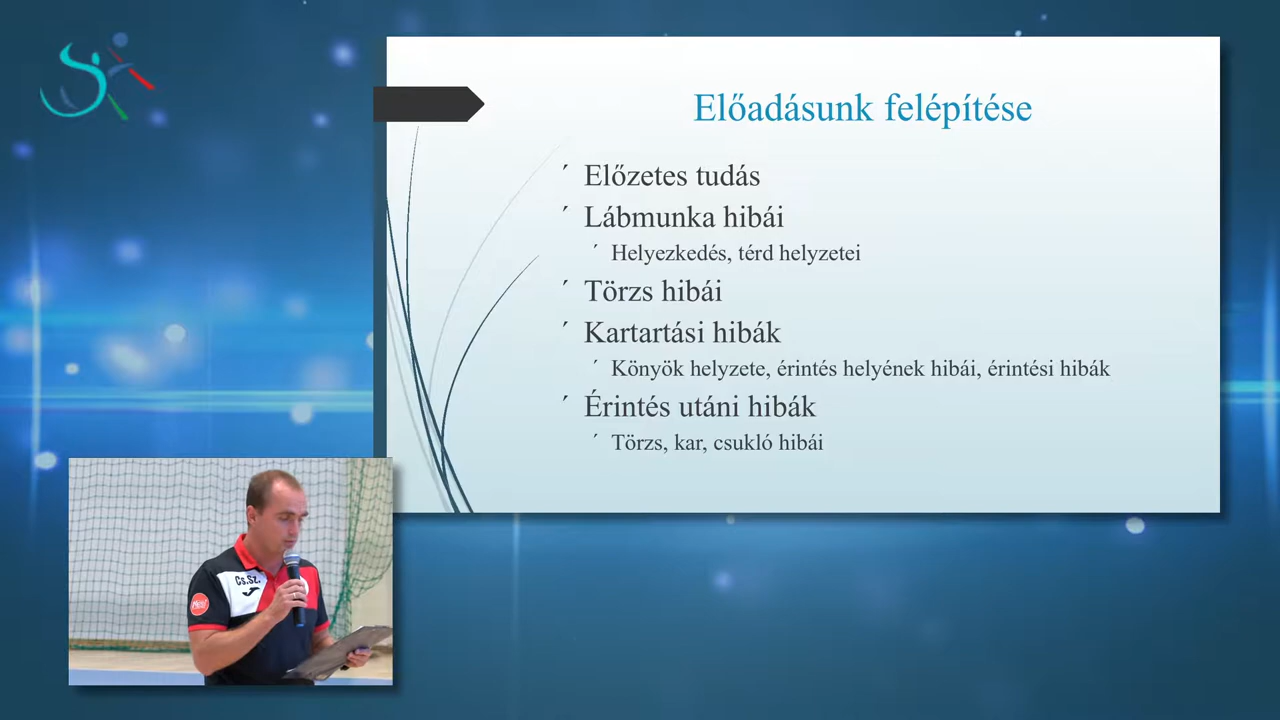 Előadásunk felépítése
Előzetes tudás
Lábmunka hibái
Helyezkedés, térd helyzetei
Törzs hibái
Kartartási hibák
Könyök helyzete, érintés helyének hibái, érintési hibák
Érintés utáni hibák
Törzs, kar, csukló hibái
Cs.Sz.